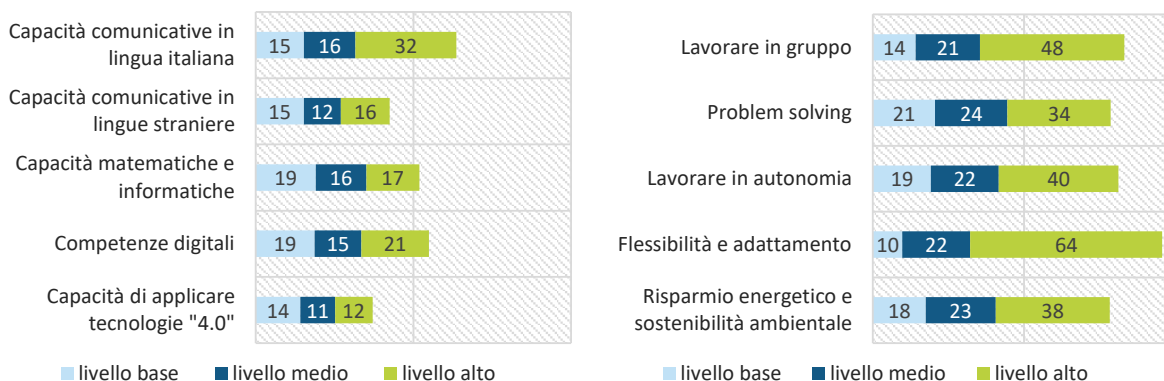 Capacità comunicative in
lingua italiana
15 16 32
Capacità comunicative in
lingue straniere
15 12 16
Capacità matematiche e
informatiche
19 16 17
Competenze digitali
19 15 21
Capacità di applicare
tecnologie "4.0"
14 11 12
livello base livello medio livello alto
Lavorare in gruppo
14 21 48
Problem solving
21 24 34
Lavorare in autonomia
19 22 40
Flessibilità e adattamento
10 22 64
Risparmio energetico e
sostenibilità ambientale
18 23 38
livello base livello medio livello alto